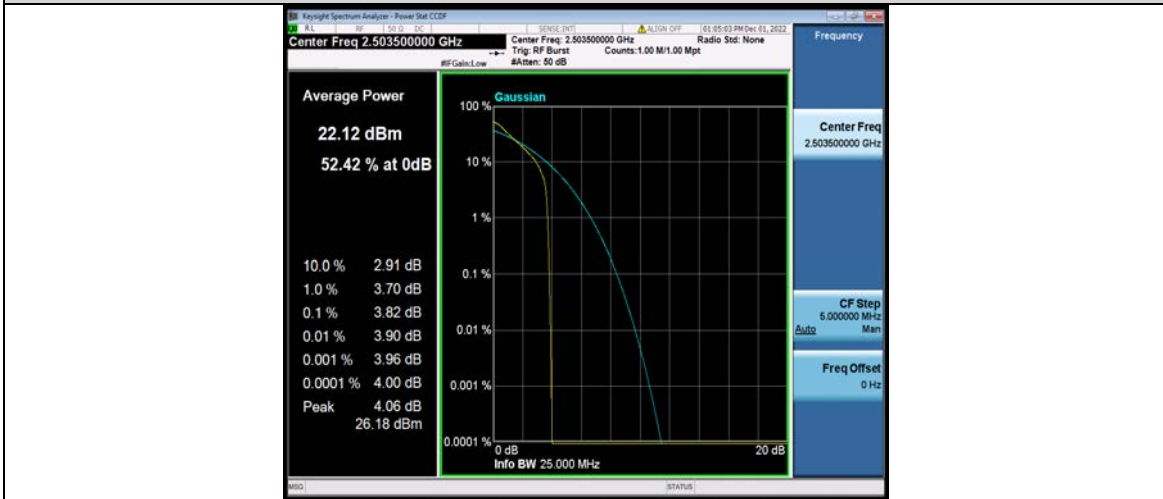 Keysight Spectrum Analyzer - Power Stat CCDF
RL RF 50 Ω DC SENSE:INT ALIGN OFF 01:05:03 PM Dec 01, 2022
Center Freq 2.503500000 GHz
Center Freq: 2.503500000 GHz Radio Std: None
Trig: RF Burst Counts:1.00 M/1.00 Mpt
#IFGain:Low #Atten: 50 dB
Frequency
Average Power
22.12 dBm
52.42 % at 0dB
10.0 % 2.91 dB
1.0 % 3.70 dB
0.1 % 3.82 dB
0.01 % 3.90 dB
0.001 % 3.96 dB
0.0001 % 4.00 dB
Peak 4.06 dB
26.18 dBm
Gaussian
100 %
10 %
1 %
0.1 %
0.01 %
0.001 %
0.0001 %
0 dB 20 dB
Info BW 25.000 MHz
Center Freq
2.503500000 GHz
CF Step
5.000000 MHz
Auto Man
Freq Offset
0 Hz
MSG STATUS